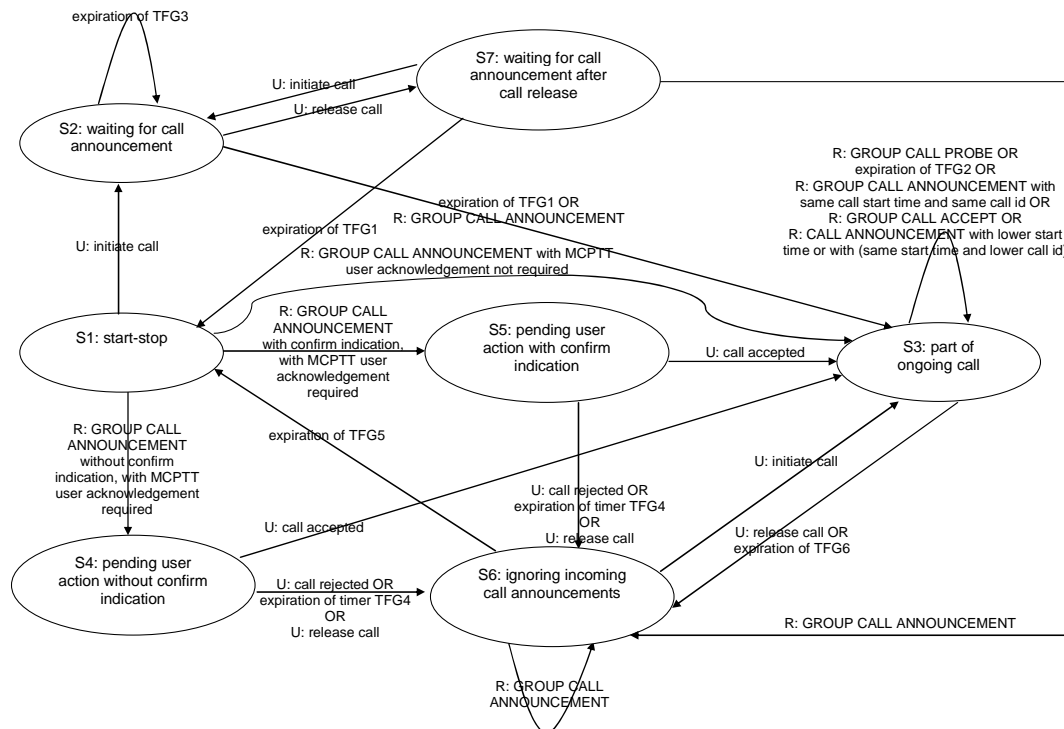 expiration of TFG3
S7: waiting for call
announcement after
call release
U: initiate call
U: release call
S2: waiting for call
announcement
R: GROUP CALL PROBE OR
expiration of TFG2 OR
R: GROUP CALL ANNOUNCEMENT with
same call start time and same call id OR
R: GROUP CALL ACCEPT OR
R: CALL ANNOUNCEMENT with lower start
time or with (same start time and lower call id)
expiration of TFG1 OR
R: GROUP CALL ANNOUNCEMENT
expiration of TFG1
U: initiate call
R: GROUP CALL ANNOUNCEMENT with MCPTT
user acknowledgement not required
S1: start-stop
R: GROUP CALL
ANNOUNCEMENT
with confirm indication,
with MCPTT user
acknowledgement
required
S5: pending user
action with confirm
indication
U: call accepted
S3: part of
ongoing call
R: GROUP CALL
ANNOUNCEMENT
without confirm
indication, with MCPTT
user acknowledgement
required
expiration of TFG5
U: initiate call
U: call rejected OR
expiration of timer TFG4
OR
U: release call
U: call accepted
U: release call OR
expiration of TFG6
S4: pending user
action without confirm
indication
U: call rejected OR
expiration of timer TFG4
OR
U: release call
S6: ignoring incoming
call announcements
R: GROUP CALL ANNOUNCEMENT
R: GROUP CALL
ANNOUNCEMENT